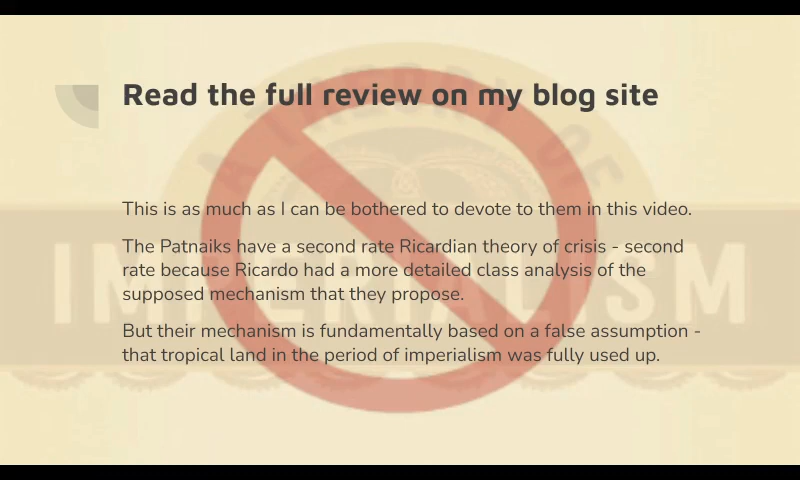 Read the full review on my blog site
A THEORY OF
IMPERIALISM
This is as much as I can be bothered to devote to them in this video.
The Patnaiks have a second rate Ricardian theory of crisis - second
rate because Ricardo had a more detailed class analysis of the
supposed mechanism that they propose.
But their mechanism is fundamentally based on a false assumption -
that tropical land in the period of imperialism was fully used up.